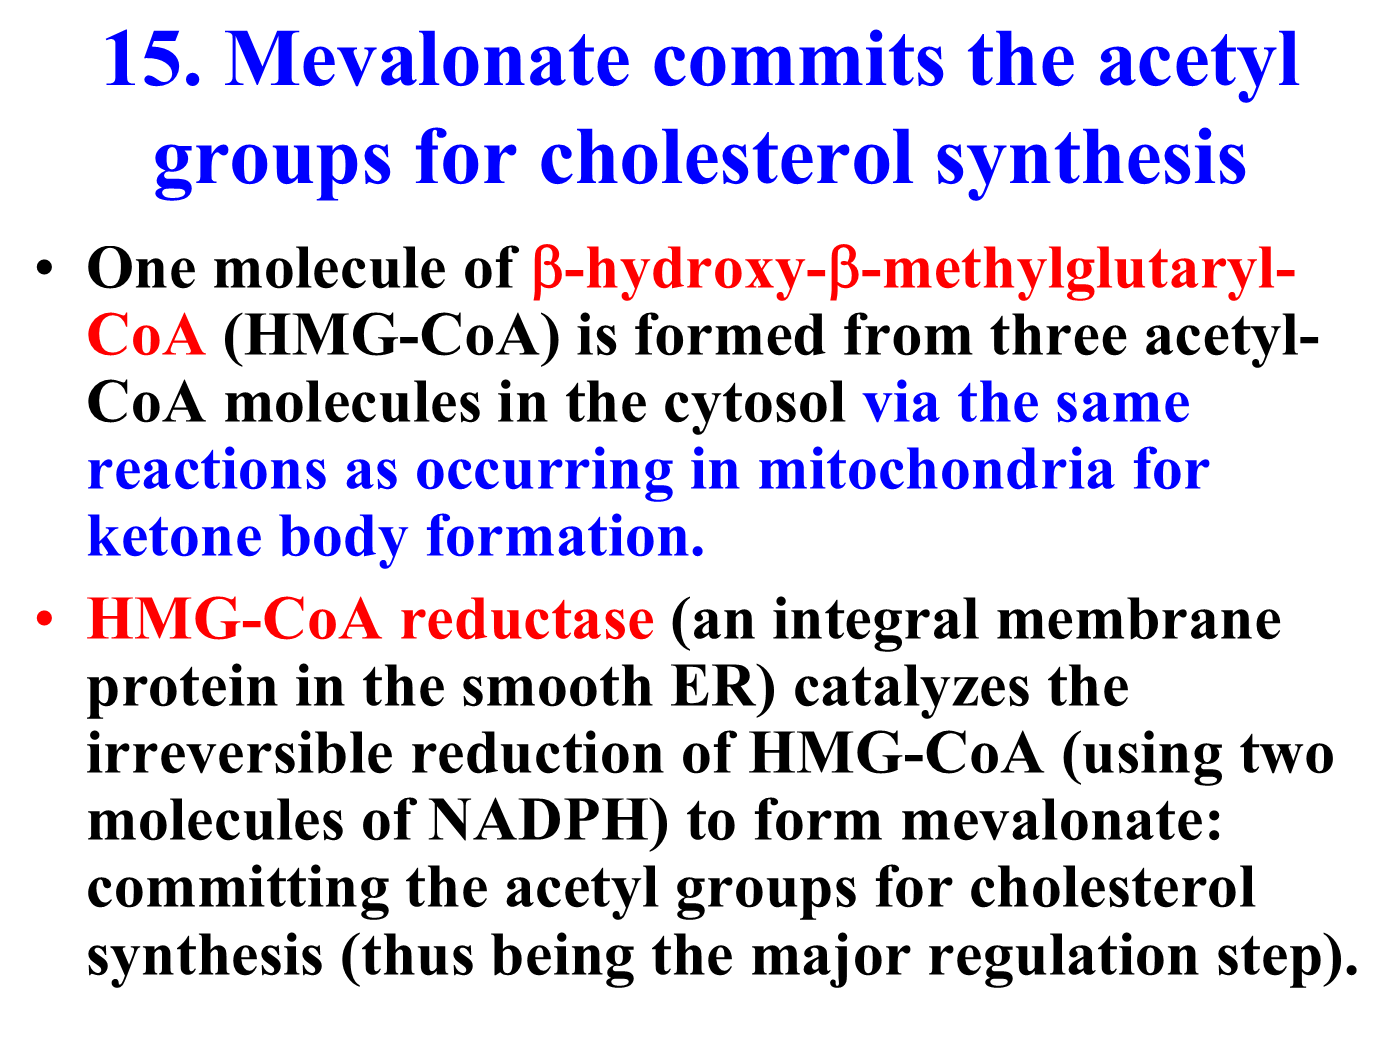 15. Mevalonate commits the acetyl
groups for cholesterol synthesis
• One molecule of β-hydroxy-β-methylglutaryl-
CoA (HMG-CoA) is formed from three acetyl-
CoA molecules in the cytosol via the same
reactions as occurring in mitochondria for
ketone body formation.
• HMG-CoA reductase (an integral membrane
protein in the smooth ER) catalyzes the
irreversible reduction of HMG-CoA (using two
molecules of NADPH) to form mevalonate:
committing the acetyl groups for cholesterol
synthesis (thus being the major regulation step).